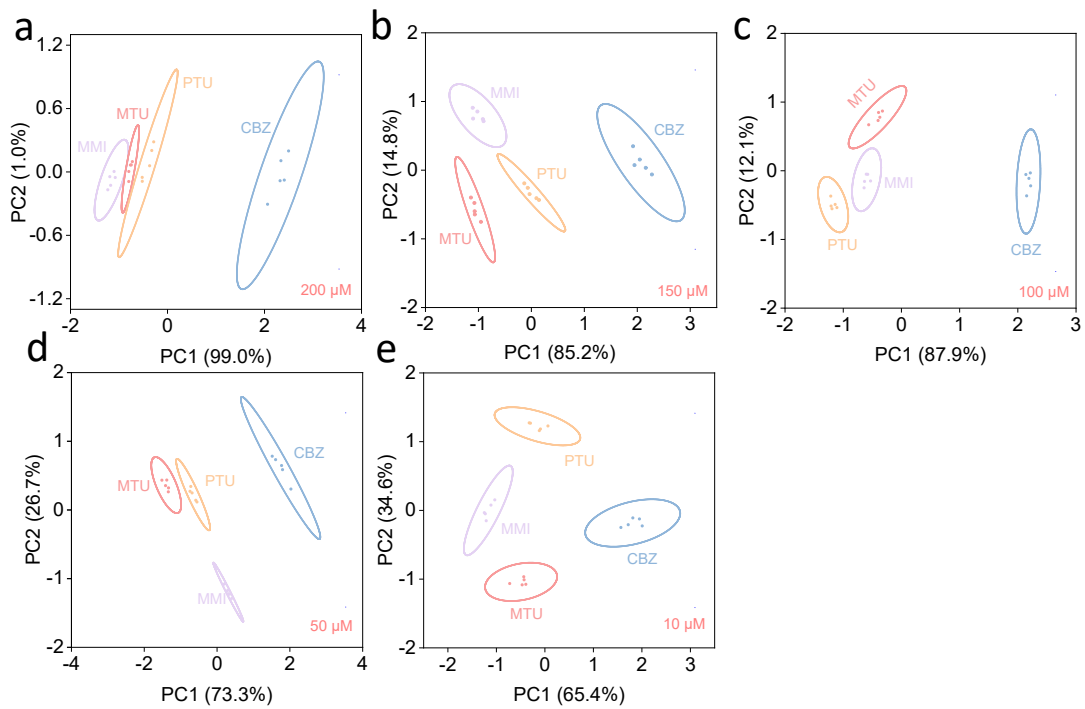 a
PC2 (1.0%)
1.2
0.6
0.0
-0.6
-1.2
MMI
MTU
PTU
CBZ
200 µM
-2
0
2
4
PC1 (99.0%)
b
PC2 (14.8%)
2
1
0
-1
-2
MMI
MTU
PTU
CBZ
150 µM
-2
-1
0
1
2
3
PC1 (85.2%)
c
PC2 (12.1%)
2
1
0
-1
-2
MTU
MMI
PTU
CBZ
100 µM
-2
-1
0
1
2
3
PC1 (87.9%)
d
PC2 (26.7%)
2
1
0
-1
-2
MTU
PTU
CBZ
MMI
50 µM
-4
-2
0
2
4
PC1 (73.3%)
e
PC2 (34.6%)
2
1
0
-1
-2
PTU
MMI
CBZ
MTU
10 µM
-2
-1
0
1
2
3
PC1 (65.4%)